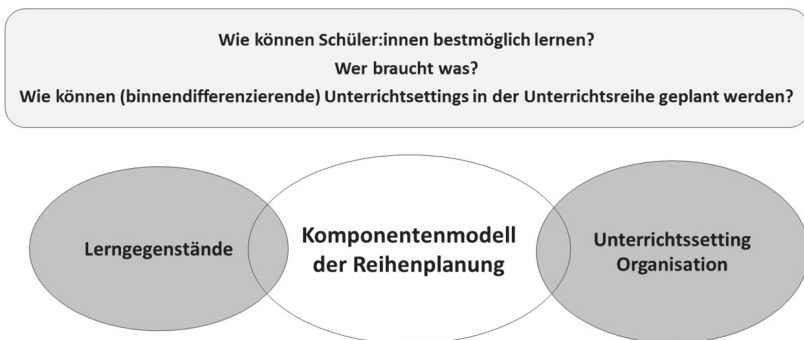 Wie können Schüler:innen bestmöglich lernen?
Wer braucht was?
Wie können (binnendifferenzierende) Unterrichtsettings in der Unterrichtsreihe geplant werden?
Lerngegenstände
Komponentenmodell
der Reihenplanung
Unterrichtssetting
Organisation